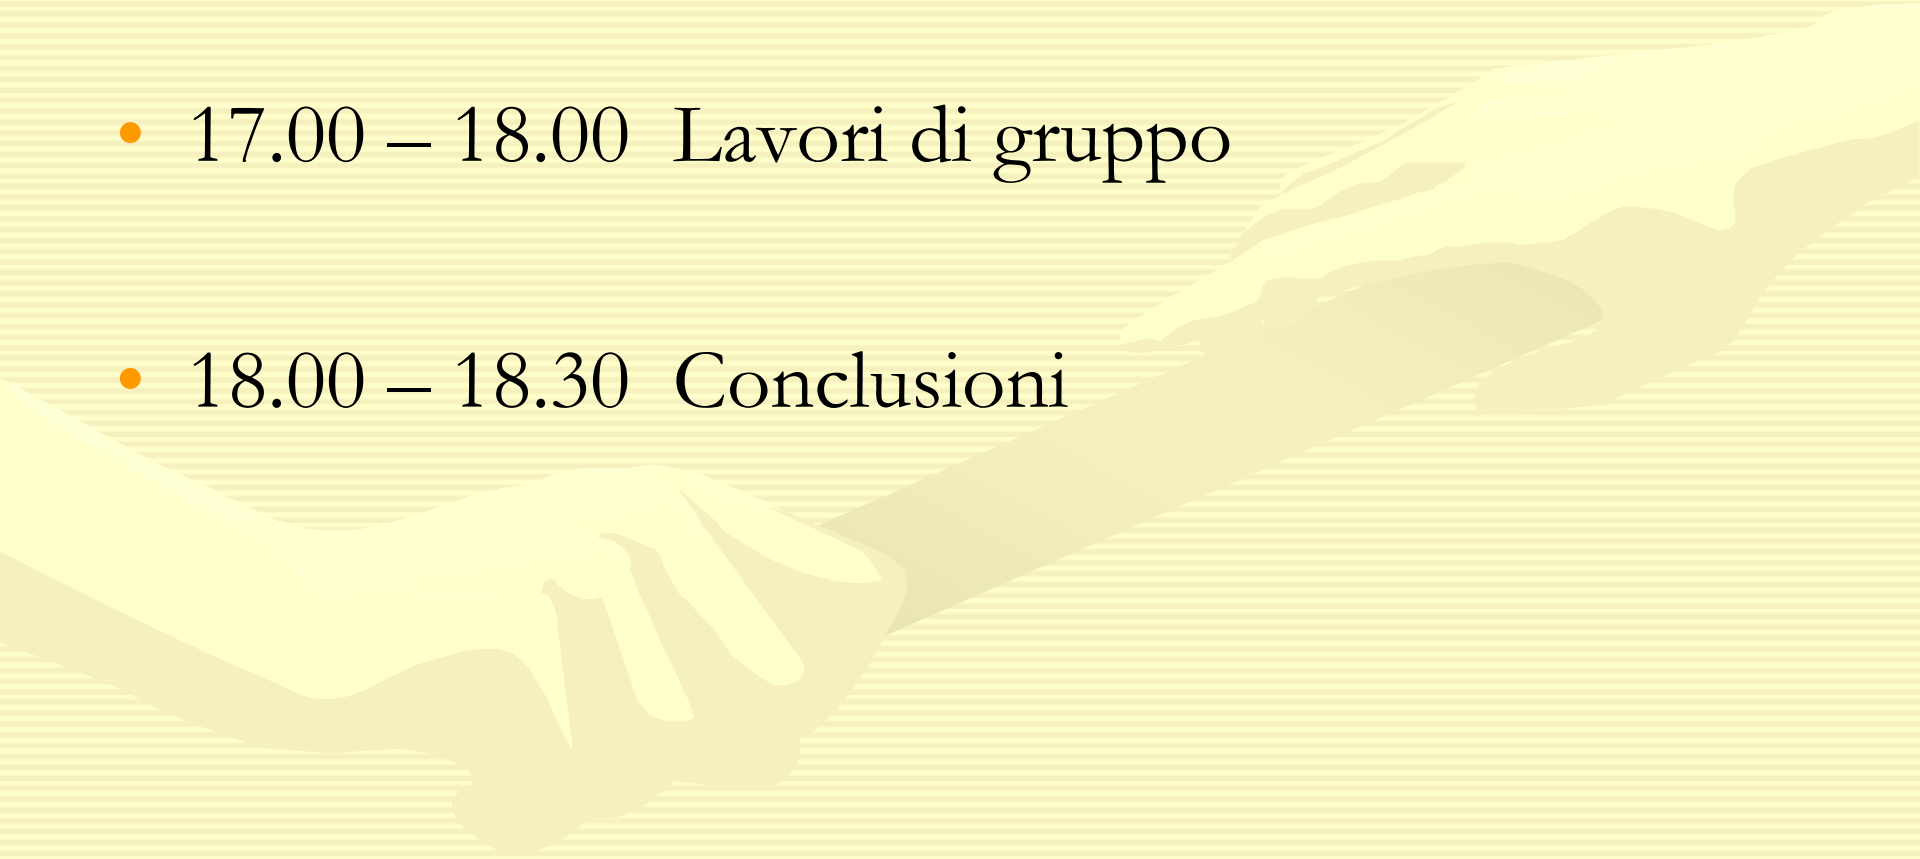 • 17.00 – 18.00 Lavori di gruppo
• 18.00 – 18.30 Conclusioni